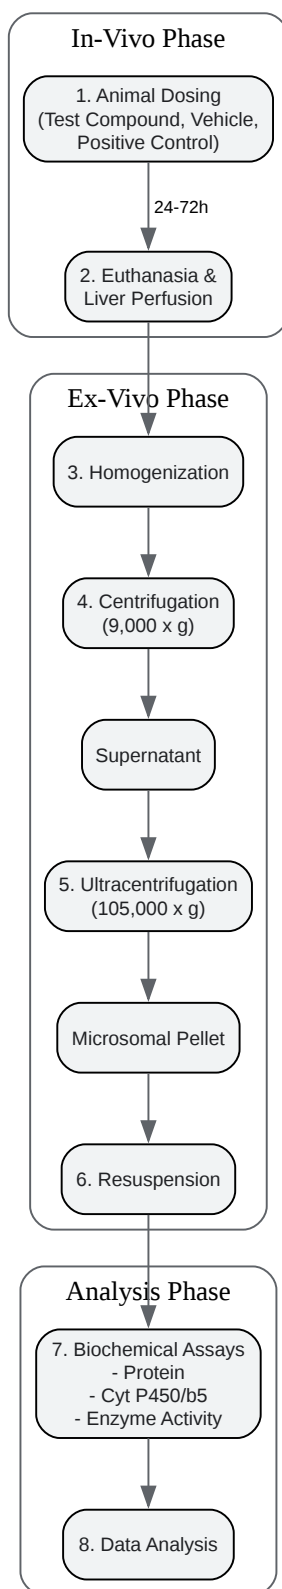 In-Vivo Phase
1. Animal Dosing
(Test Compound, Vehicle,
Positive Control)
24-72h
2. Euthanasia &
Liver Perfusion
Ex-Vivo Phase
3. Homogenization
4. Centrifugation
(9,000 x g)
Supernatant
5. Ultracentrifugation
(105,000 x g)
Microsomal Pellet
6. Resuspension
Analysis Phase
7. Biochemical Assays
- Protein
- Cyt P450/b5
- Enzyme Activity
8. Data Analysis